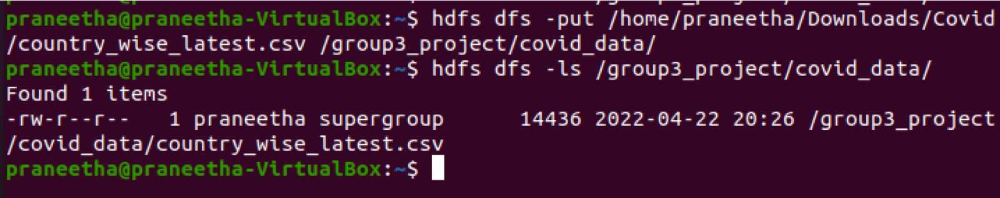 praneetha@praneetha-VirtualBox:~$ hdfs dfs -put /home/praneetha/Downloads/Covid
/country_wise_latest.csv /group3_project/covid_data/
praneetha@praneetha-VirtualBox:~$ hdfs dfs -ls /group3_project/covid_data/
Found 1 items
-rw-r--r--   1 praneetha supergroup      14436 2022-04-22 20:26 /group3_project
/covid_data/country_wise_latest.csv
praneetha@praneetha-VirtualBox:~$